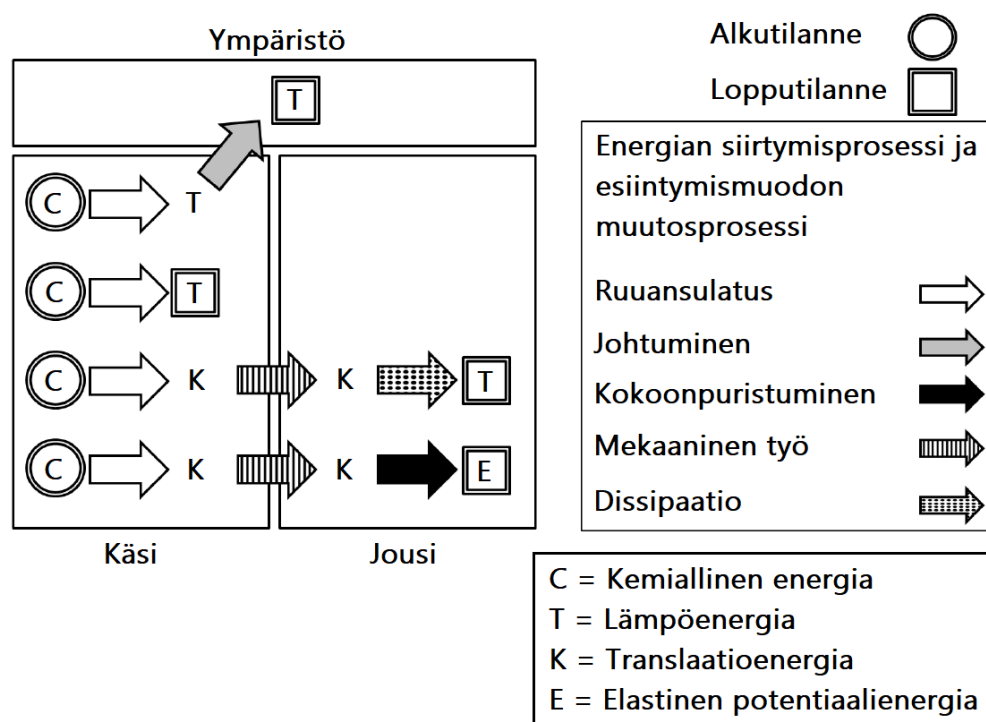 Ympäristö
T
C T
C T
C K K T
C K K E
Käsi Jousi
Alkutilanne
Lopputilanne
Energian siirtymisprosessi ja
esiintymismuodon
muutosprosessi
Ruuansulatus
Johtuminen
Kokoonpuristuminen
Mekaaninen työ
Dissipaatio
C = Kemiallinen energia
T = Lämpöenergia
K = Translaatioenergia
E = Elastinen potentiaalienergia